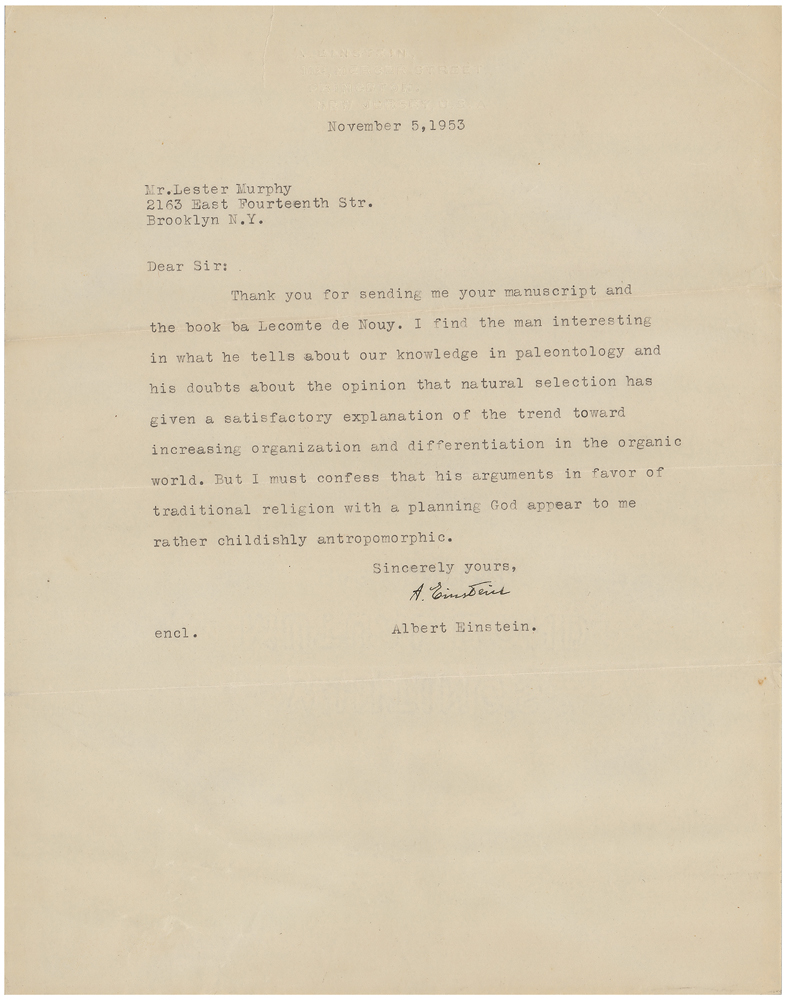 November 5,1953
Mr.Lester Murphy
2163 East Fourteenth Str.
Brooklyn N.Y.
Dear Sir:
Thank you for sending me your manuscript and
the book ba Lecomte de Nouy. I find the man interesting
in what he tells about our knowledge in paleontology and
his doubts about the opinion that natural selection has
given a satisfactory explanation of the trend toward
increasing organization and differentiation in the organic
world. But I must confess that his arguments in favor of
traditional religion with a planning God appear to me
rather childishly antropomorphic.
Sincerely yours,
A. Einstein
Albert Einstein.
encl.